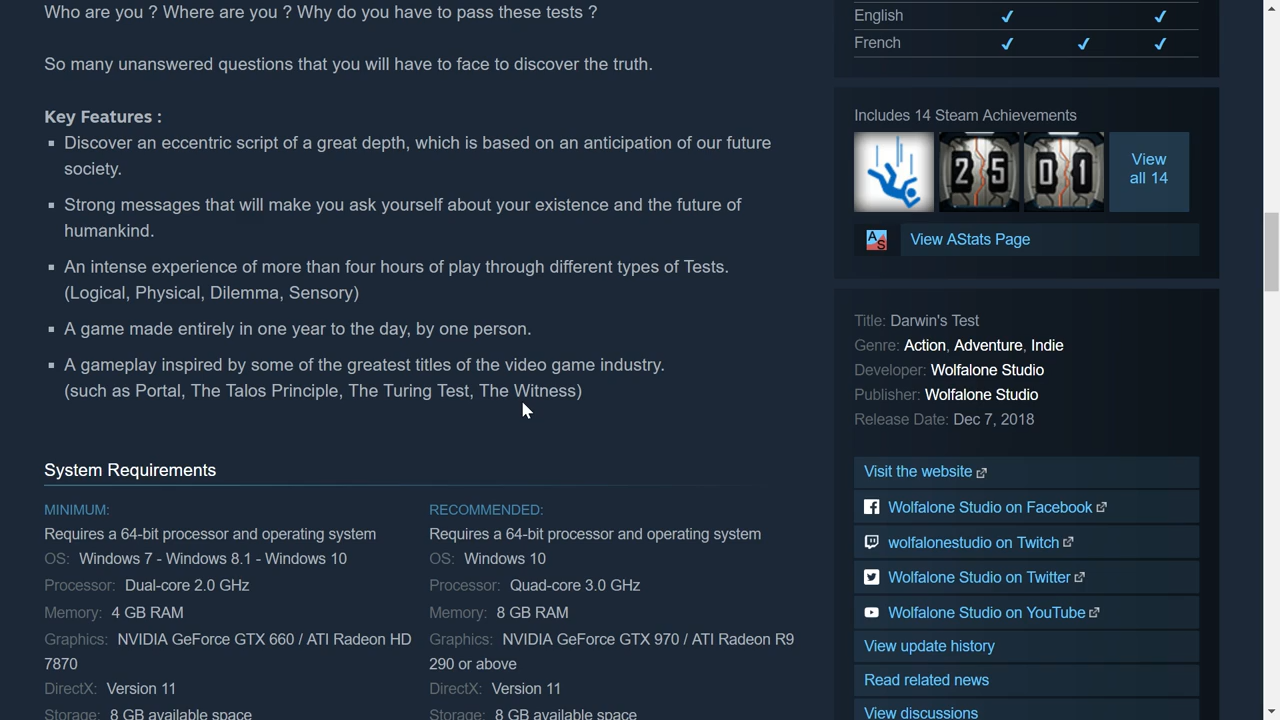 Who are you ? Where are you ? Why do you have to pass these tests ?
So many unanswered questions that you will have to face to discover the truth.
Key Features :
Discover an eccentric script of a great depth, which is based on an anticipation of our future
society.
Strong messages that will make you ask yourself about your existence and the future of
humankind.
An intense experience of more than four hours of play through different types of Tests.
(Logical, Physical, Dilemma, Sensory)
A game made entirely in one year to the day, by one person.
A gameplay inspired by some of the greatest titles of the video game industry.
(such as Portal, The Talos Principle, The Turing Test, The Witness)
System Requirements
MINIMUM:
Requires a 64-bit processor and operating system
OS: Windows 7 - Windows 8.1 - Windows 10
Processor: Dual-core 2.0 GHz
Memory: 4 GB RAM
Graphics: NVIDIA GeForce GTX 660 / ATI Radeon HD
7870
DirectX: Version 11
Storage: 8 GB available space
RECOMMENDED:
Requires a 64-bit processor and operating system
OS: Windows 10
Processor: Quad-core 3.0 GHz
Memory: 8 GB RAM
Graphics: NVIDIA GeForce GTX 970 / ATI Radeon R9
290 or above
DirectX: Version 11
Storage: 8 GB available space
English
French
Includes 14 Steam Achievements
25
01
View
all 14
AS
View AStats Page
Title: Darwin's Test
Genre: Action, Adventure, Indie
Developer: Wolfalone Studio
Publisher: Wolfalone Studio
Release Date: Dec 7, 2018
Visit the website
Wolfalone Studio on Facebook
wolfalonestudio on Twitch
Wolfalone Studio on Twitter
Wolfalone Studio on YouTube
View update history
Read related news
View discussions